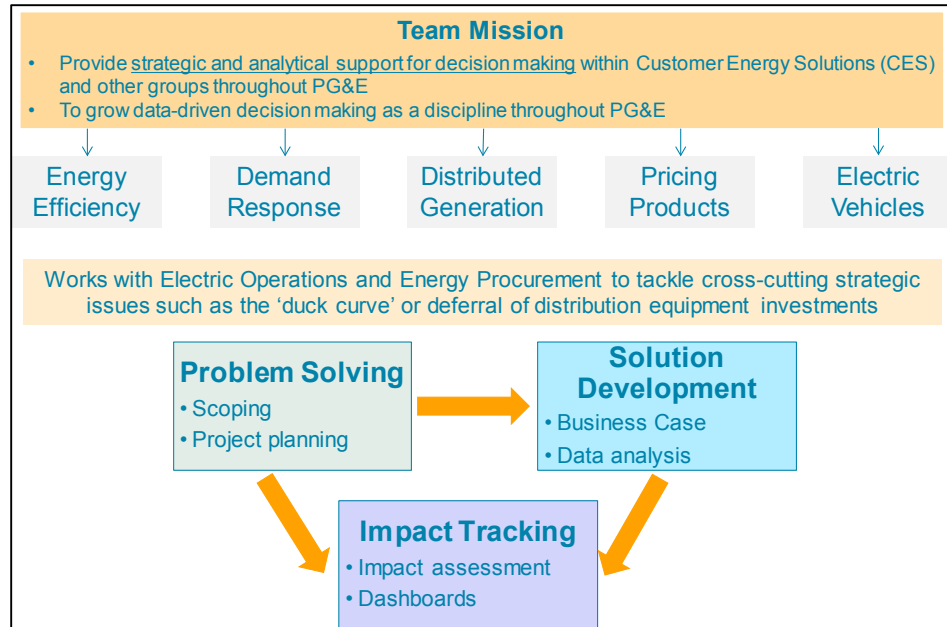 Team Mission
• Provide strategic and analytical support for decision making within Customer Energy Solutions (CES)
and other groups throughout PG&E
• To grow data-driven decision making as a discipline throughout PG&E
Energy
Efficiency
Demand
Response
Distributed
Generation
Pricing
Products
Electric
Vehicles
Works with Electric Operations and Energy Procurement to tackle cross-cutting strategic
issues such as the ‘duck curve’ or deferral of distribution equipment investments
Problem Solving
• Scoping
• Project planning
Solution
Development
• Business Case
• Data analysis
Impact Tracking
• Impact assessment
• Dashboards